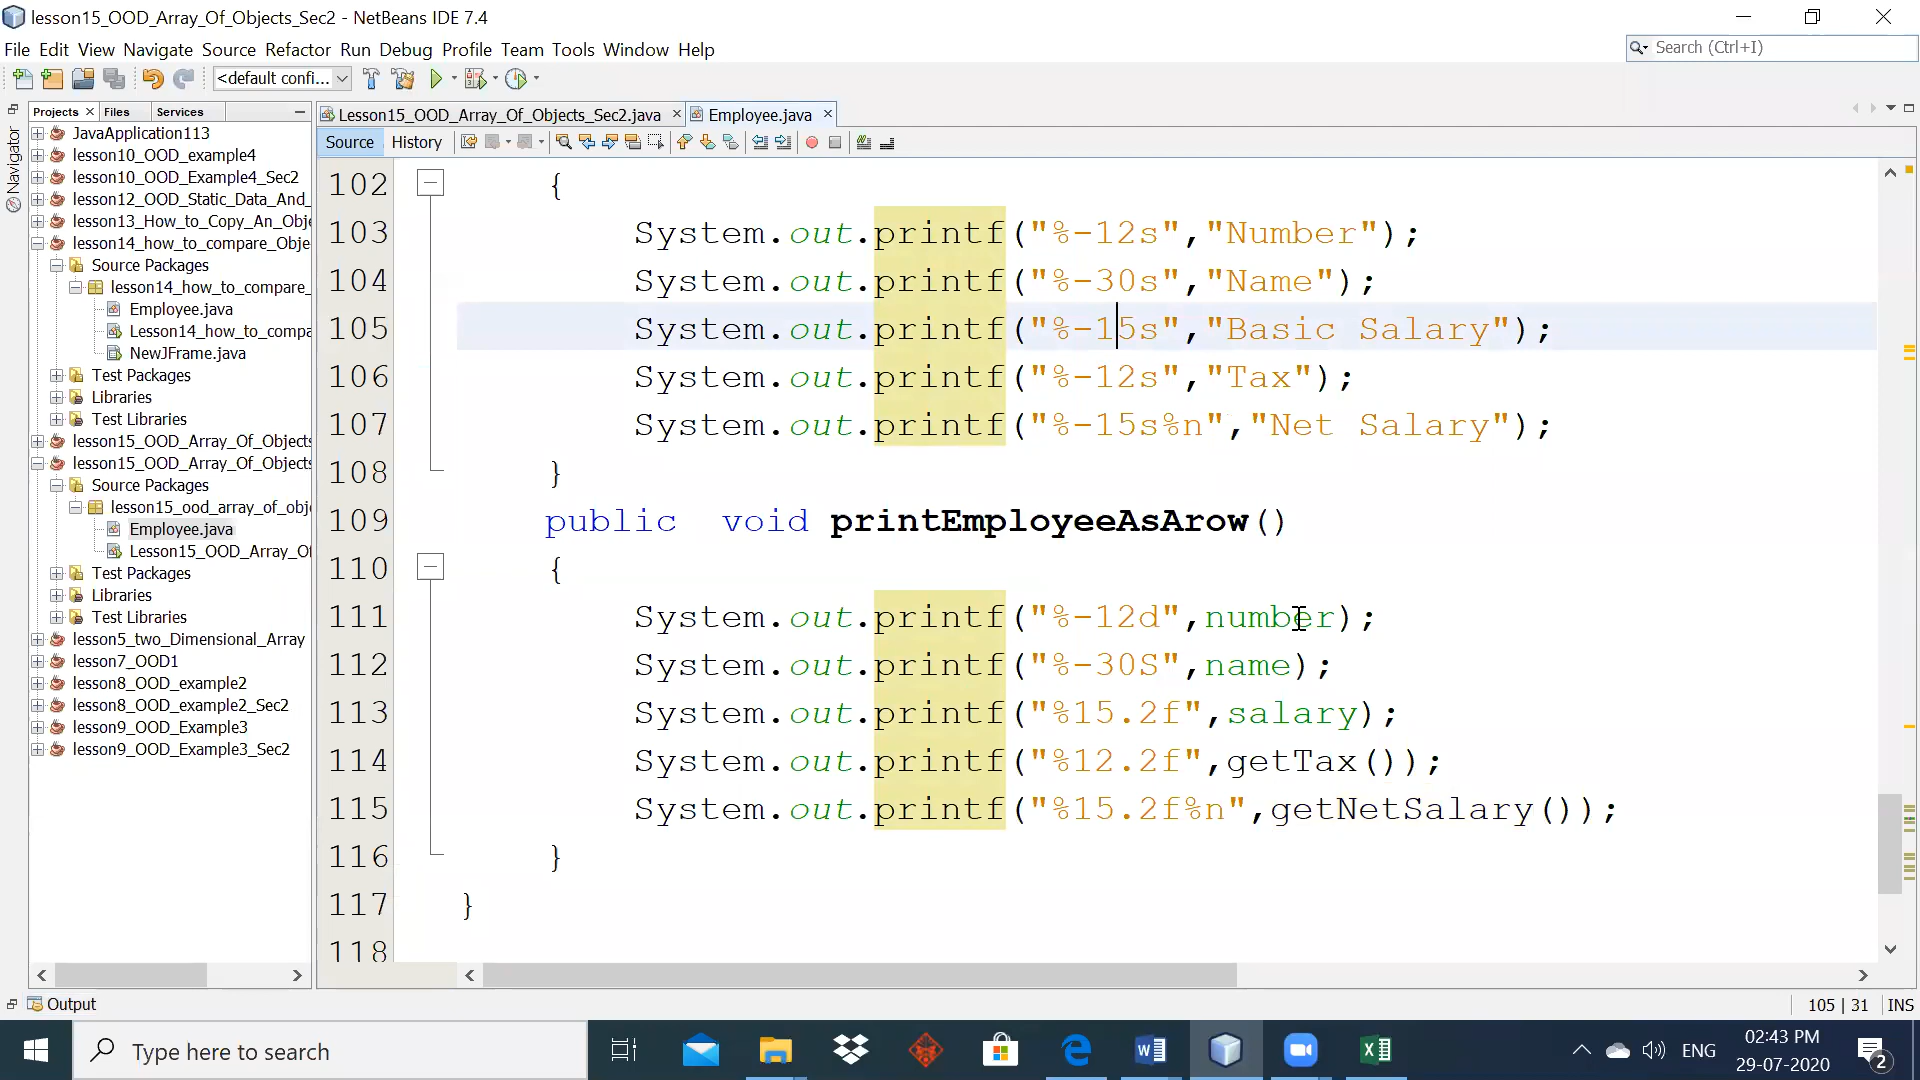 lesson15_OOD_Array_Of_Objects_Sec2 - NetBeans IDE 7.4
File Edit View Navigate Source Refactor Run Debug Profile Team Tools Window Help
Search (Ctrl+I)
<default confi...
Projects Files Services
Navigator
JavaApplication113
lesson10_OOD_example4
lesson10_OOD_Example4_Sec2
lesson12_OOD_Static_Data_And_
lesson13_How_to_Copy_An_Obje
lesson14_how_to_compare_Obje
Source Packages
lesson14_how_to_compare_
Employee.java
Lesson14_how_to_compa
NewJFrame.java
Test Packages
Libraries
Test Libraries
lesson15_OOD_Array_Of_Objects
lesson15_OOD_Array_Of_Objects
Source Packages
lesson15_ood_array_of_obj
Employee.java
Lesson15_OOD_Array_Of
Test Packages
Libraries
Test Libraries
lesson5_two_Dimensional_Array
lesson7_OOD1
lesson8_OOD_example2
lesson8_OOD_example2_Sec2
lesson9_OOD_Example3
lesson9_OOD_Example3_Sec2
Lesson15_OOD_Array_Of_Objects_Sec2.java Employee.java
Source History
102 {
103 System.out.printf("%-12s","Number");
104 System.out.printf("%-30s","Name");
105 System.out.printf("%-15s","Basic Salary");
106 System.out.printf("%-12s","Tax");
107 System.out.printf("%-15s%n","Net Salary");
108 }
109 public void printEmployeeAsArow()
110 {
111 System.out.printf("%-12d",number);
112 System.out.printf("%-30S",name);
113 System.out.printf("%15.2f",salary);
114 System.out.printf("%12.2f",getTax());
115 System.out.printf("%15.2f%n",getNetSalary());
116 }
117 }
118
Output
105 | 31 INS
Type here to search
ENG
02:43 PM
29-07-2020
2